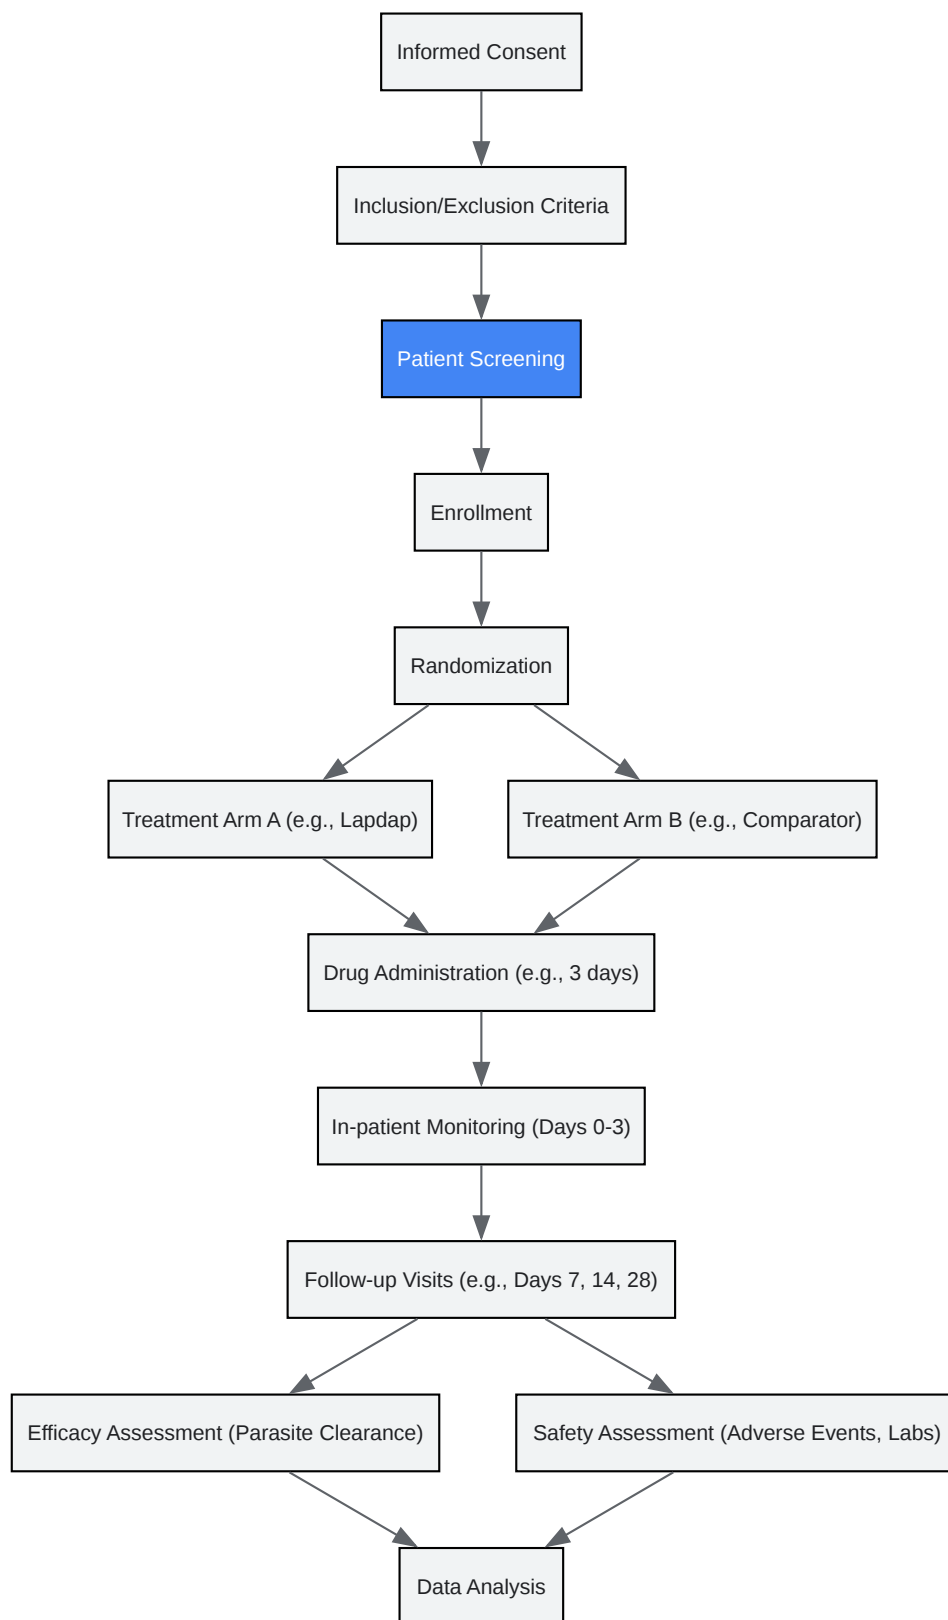 Informed Consent
Inclusion/Exclusion Criteria
Patient Screening
Enrollment
Randomization
Treatment Arm A (e.g., Lapdap)
Treatment Arm B (e.g., Comparator)
Drug Administration (e.g., 3 days)
In-patient Monitoring (Days 0-3)
Follow-up Visits (e.g., Days 7, 14, 28)
Efficacy Assessment (Parasite Clearance)
Safety Assessment (Adverse Events, Labs)
Data Analysis